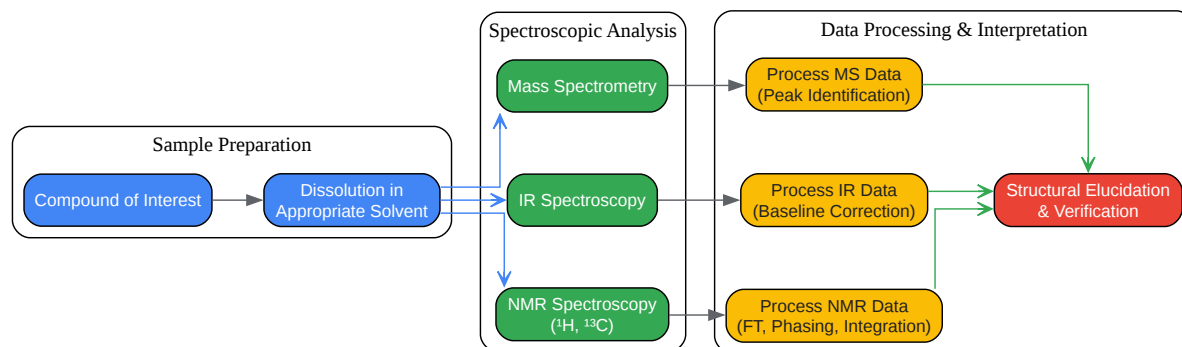 Sample Preparation
Compound of Interest
Dissolution in
Appropriate Solvent
Spectroscopic Analysis
Mass Spectrometry
IR Spectroscopy
NMR Spectroscopy
(¹H, ¹³C)
Data Processing & Interpretation
Process MS Data
(Peak Identification)
Process IR Data
(Baseline Correction)
Process NMR Data
(FT, Phasing, Integration)
Structural Elucidation
& Verification